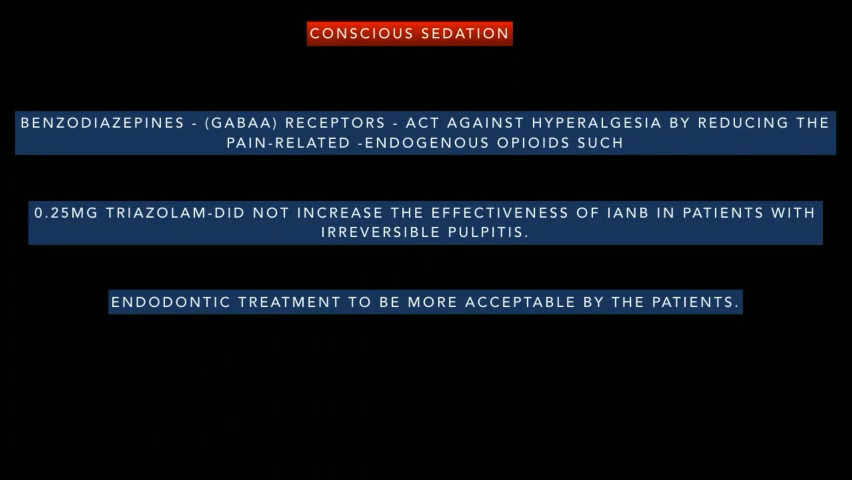 CONSCIOUS SEDATION
BENZODIAZEPINES - (GABAA) RECEPTORS - ACT AGAINST HYPERALGESIA BY REDUCING THE
PAIN-RELATED -ENDOGENOUS OPIOIDS SUCH
0.25MG TRIAZOLAM-DID NOT INCREASE THE EFFECTIVENESS OF IANB IN PATIENTS WITH
IRREVERSIBLE PULPITIS.
ENDODONTIC TREATMENT TO BE MORE ACCEPTABLE BY THE PATIENTS.